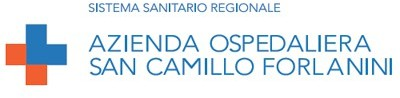 SISTEMA SANITARIO REGIONALE
AZIENDA OSPEDALIERA
SAN CAMILLO FORLANINI